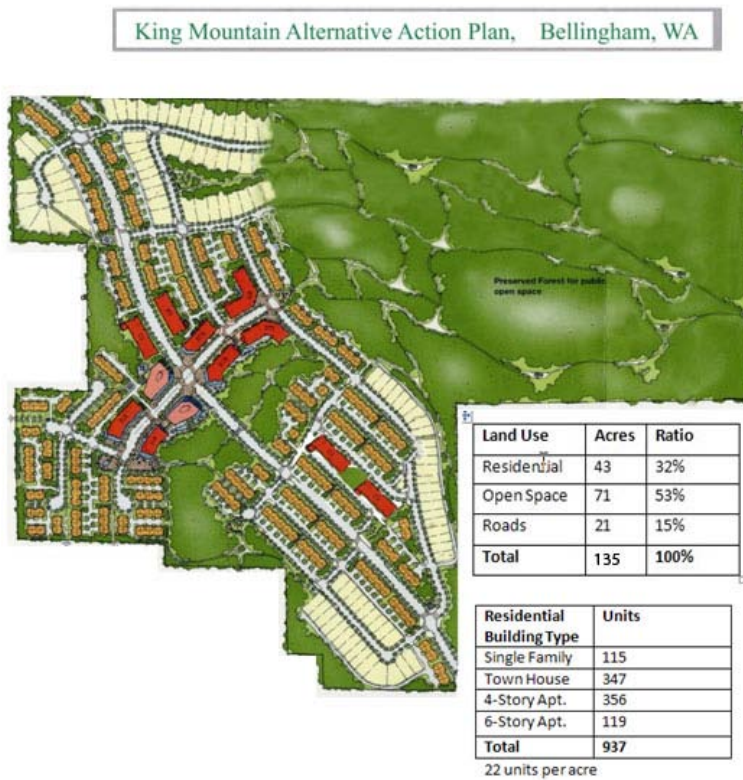 King Mountain Alternative Action Plan, Bellingham, WA
Preserved Forest for public
open space
Land Use Acres Ratio
Residential 43 32%
Open Space 71 53%
Roads 21 15%
Total 135 100%
Residential Units
Building Type
Single Family 115
Town House 347
4-Story Apt. 356
6-Story Apt. 119
Total 937
22 units per acre